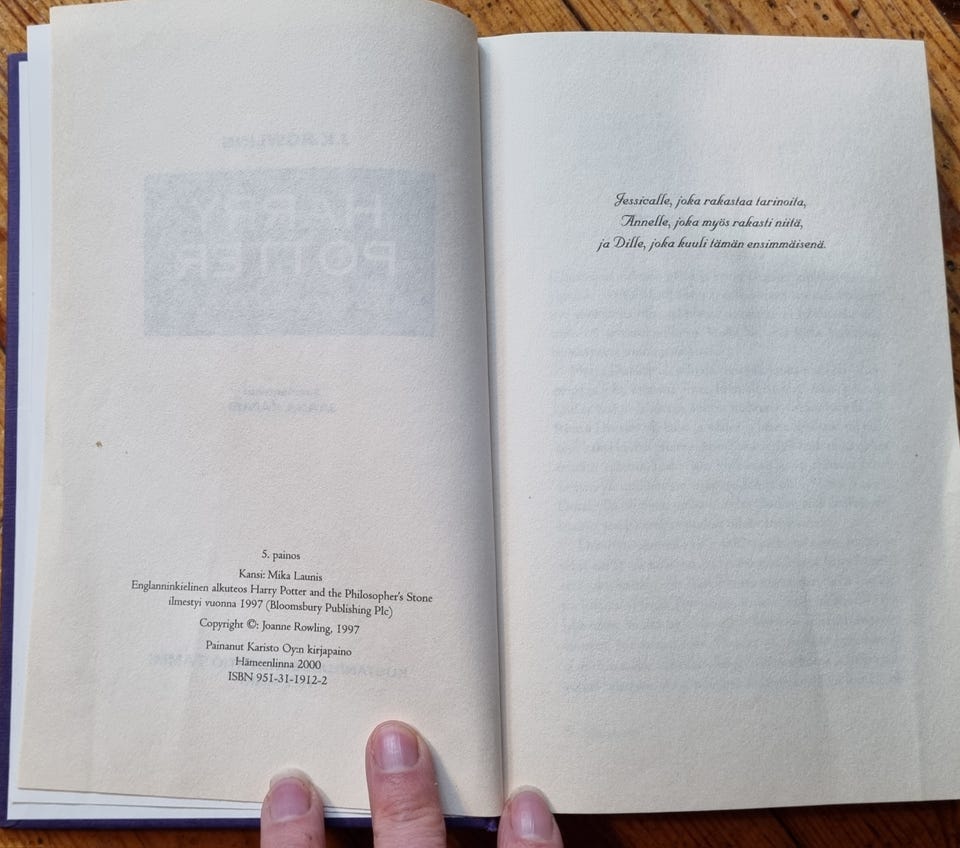 5. painos
Kansi: Mika Launis
Englanninkielinen alkuteos Harry Potter and the Philosopher's Stone
ilmestyi vuonna 1997 (Bloomsbury Publishing Plc)
Copyright ©: Joanne Rowling, 1997
Painanut Karisto Oy:n kirjapaino
Hämeenlinna 2000
ISBN 951-31-1912-2
Jessicalle, joka rakastaa tarinoita,
Annelle, joka myös rakasti niitä,
ja Dille, joka kuuli tämän ensimmäisenä.